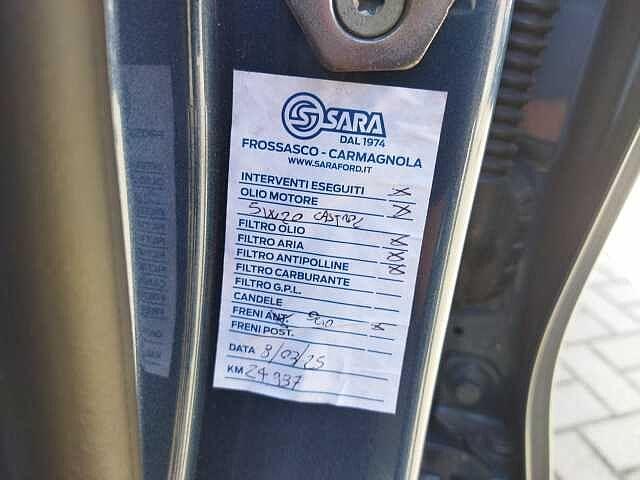 SARA
DAL 1974
FROSSASCO - CARMAGNOLA
WWW.SARAFORD.IT
INTERVENTI ESEGUITI X
OLIO MOTORE X
5W20 CASTROL
FILTRO OLIO X
FILTRO ARIA X
FILTRO ANTIPOLLINE X
FILTRO CARBURANTE
FILTRO G.P.L.
CANDELE
FRENI ANT. X
FRENI POST.
DATA 8/07/25
KM 24937